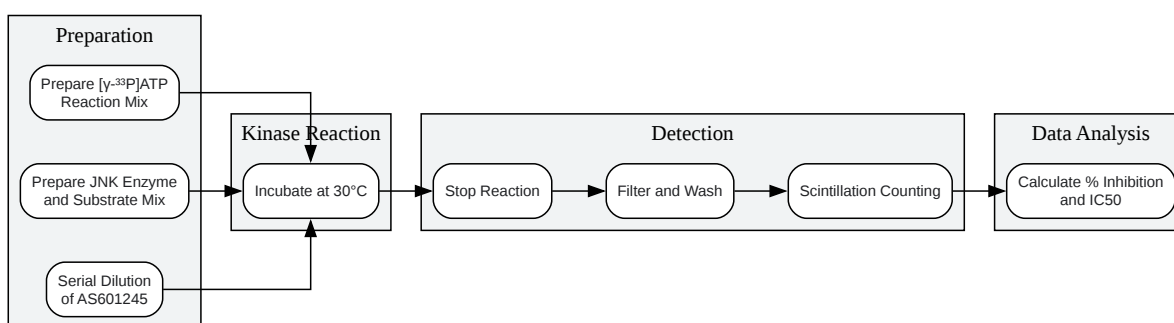 Preparation
Prepare [γ-³³P]ATP
Reaction Mix
Prepare JNK Enzyme
and Substrate Mix
Serial Dilution
of AS601245
Kinase Reaction
Incubate at 30°C
Detection
Stop Reaction
Filter and Wash
Scintillation Counting
Data Analysis
Calculate % Inhibition
and IC50